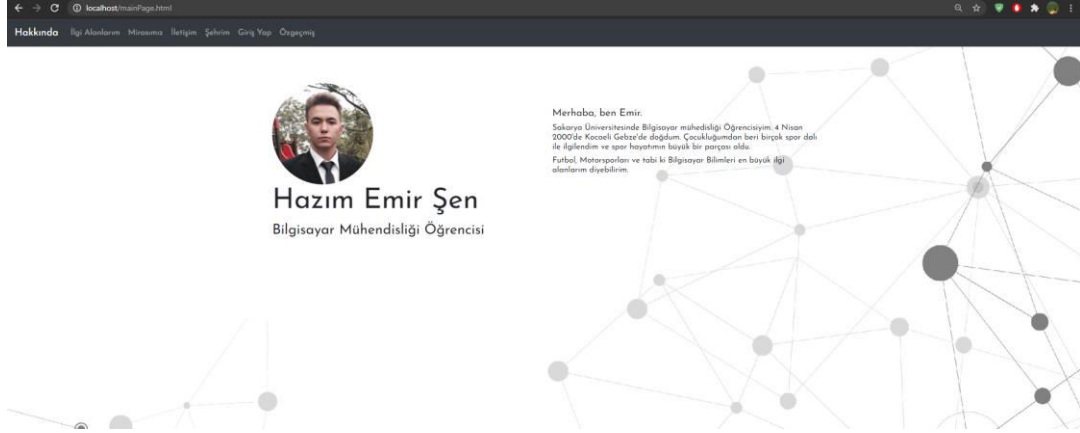 localhost/mainPage.html
Hakkında İlgi Alanlarım Mirasımız İletişim Şehrim Giriş Yap Özgeçmiş
Hazım Emir Şen
Bilgisayar Mühendisliği Öğrencisi
Merhaba, ben Emir.
Sakarya Üniversitesinde Bilgisayar mühedisliği Öğrencisiyim. 4 Nisan
2000'de Kocaeli Gebze'de doğdum. Çocukluğumdan beri birçok spor dalı
ile ilgilendim ve spor hayatımın büyük bir parçası oldu.
Futbol, Motorsporları ve tabi ki Bilgisayar Bilimleri en büyük ilgi
alanlarım diyebilirim.